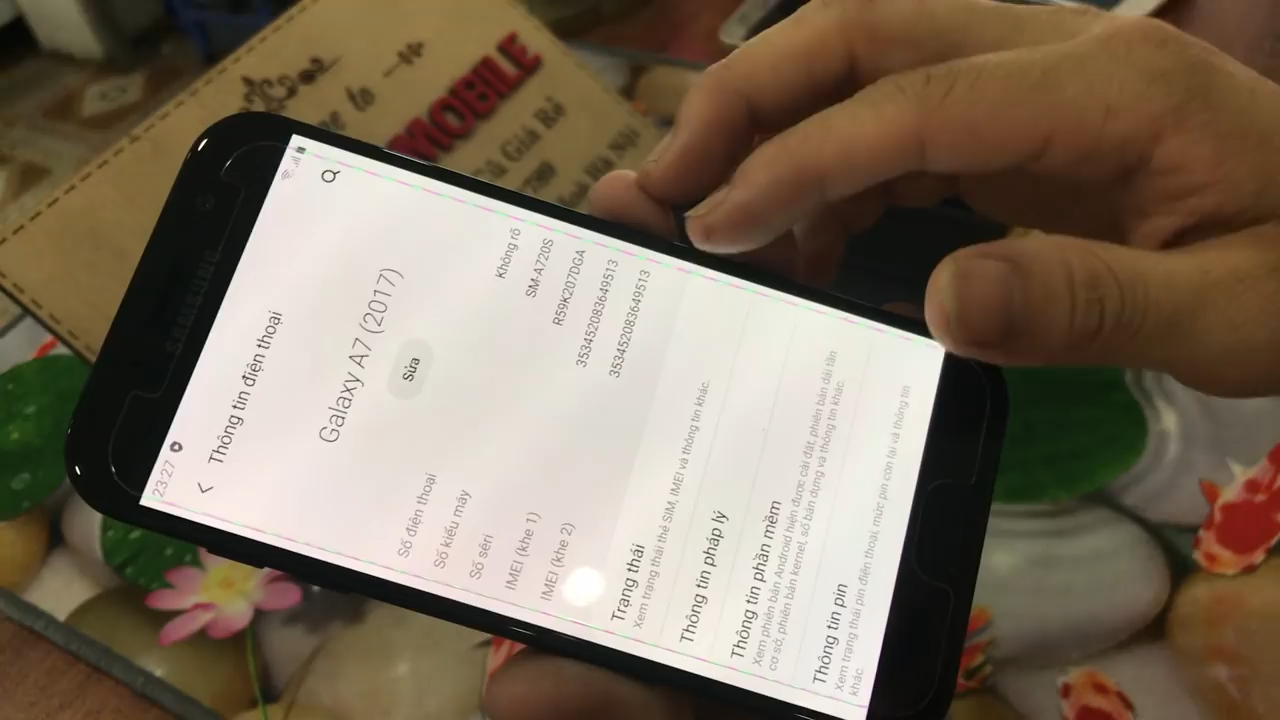 MOBILE
Giá Rẻ
Hà Nội
SAMSUNG
23:27
Thông tin điện thoại
Galaxy A7 (2017)
Sửa
Số điện thoại Không rõ
Số kiểu máy SM-A720S
Số sêri R59K207DGA
IMEI (khe 1) 353452083649513
IMEI (khe 2) 353452083649513
Trạng thái
Xem trạng thái thẻ SIM, IMEI và thông tin khác.
Thông tin pháp lý
Thông tin phần mềm
Xem phiên bản Android hiện được cài đặt, phiên bản dải tần
cơ sở, phiên bản kernel, số bản dựng và thông tin khác.
Thông tin pin
Xem trạng thái pin điện thoại, mức pin còn lại và thông tin
khác.